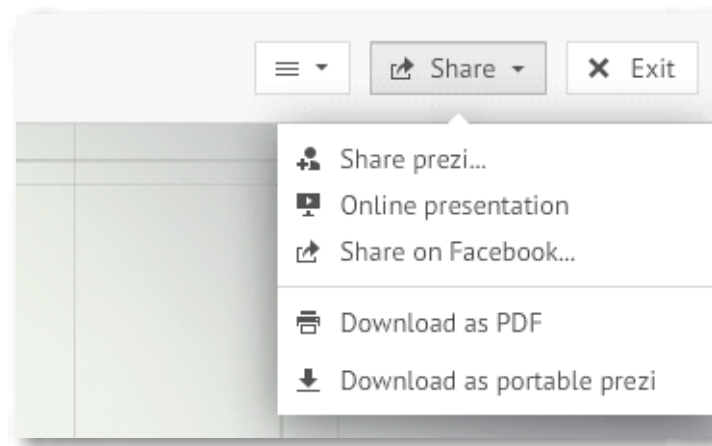 Share
Exit
Share prezi...
Online presentation
Share on Facebook...
Download as PDF
Download as portable prezi